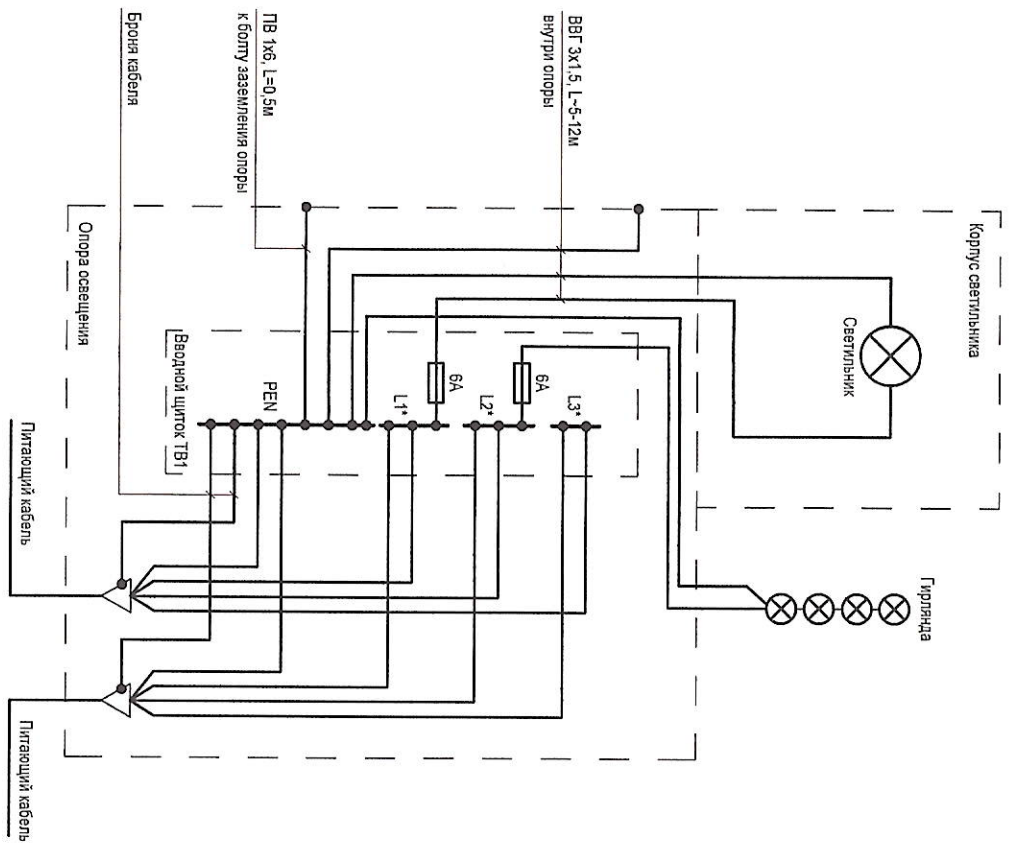 Корпус светильника
Гирлянда
Светильник
ВВГ 3х1,5, L~5-12м
внутри опоры
L3*
6А
L2*
6А
L1*
PEN
ПВ 1х6, L=0,5м
к болту заземления опоры
Вводной щиток ТВ1
Броня кабеля
Опора освещения
Питающий кабель
Питающий кабель